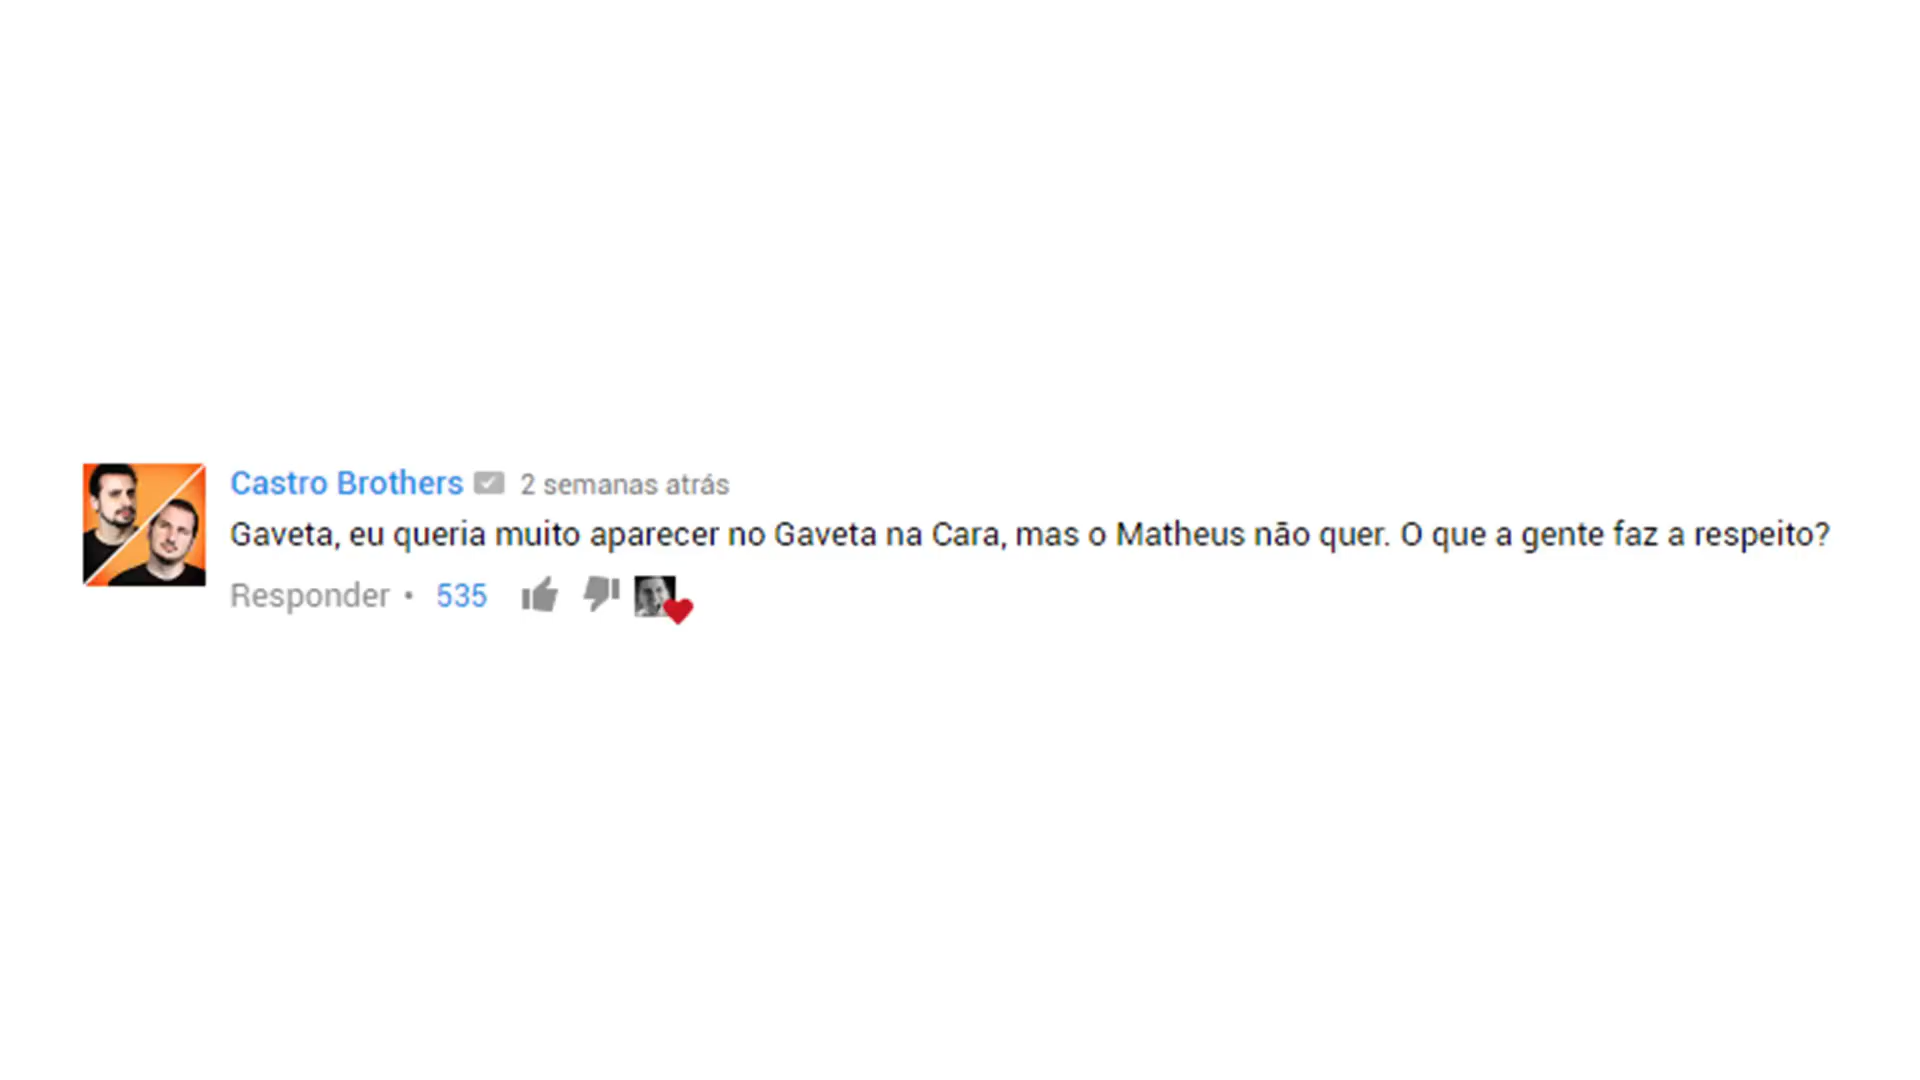 Castro Brothers 2 semanas atrás
Gaveta, eu queria muito aparecer no Gaveta na Cara, mas o Matheus não quer. O que a gente faz a respeito?
Responder • 535